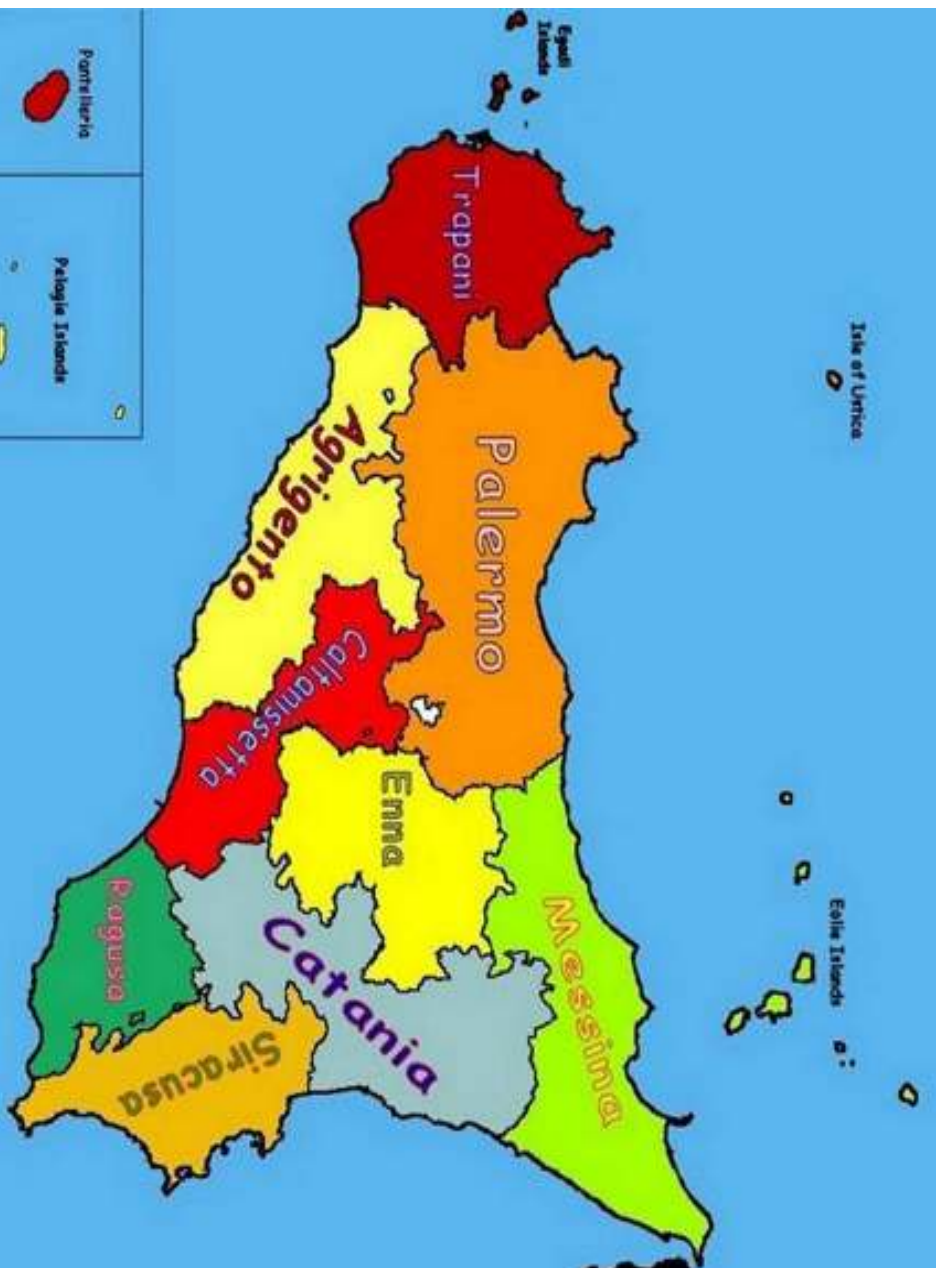 Egadi
Islands
Isle of Ustica
Eolie Islands
Trapani
Palermo
Messina
Agrigento
Caltanissetta
Enna
Catania
Ragusa
Siracusa
Pantelleria
Pelagie Islands